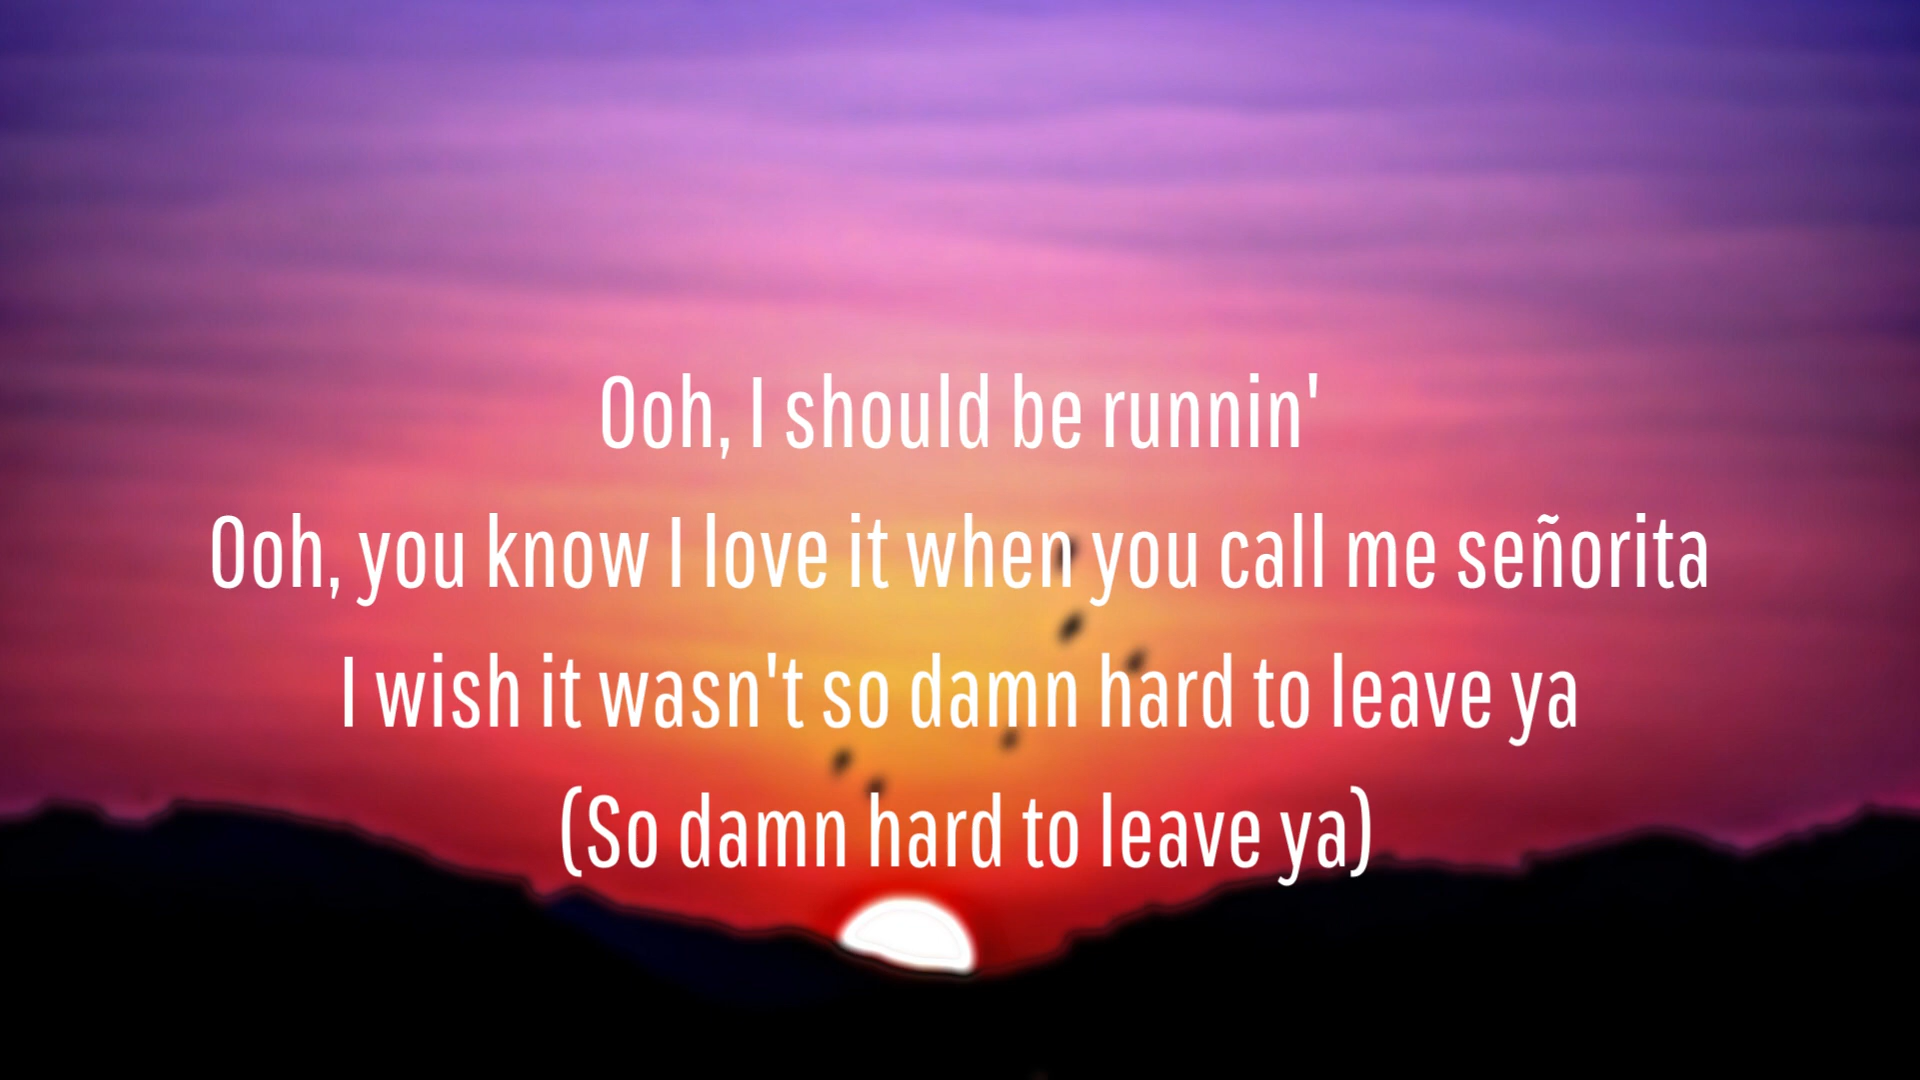 Ooh, I should be runnin'
Ooh, you know I love it when you call me señorita
I wish it wasn't so damn hard to leave ya
(So damn hard to leave ya)